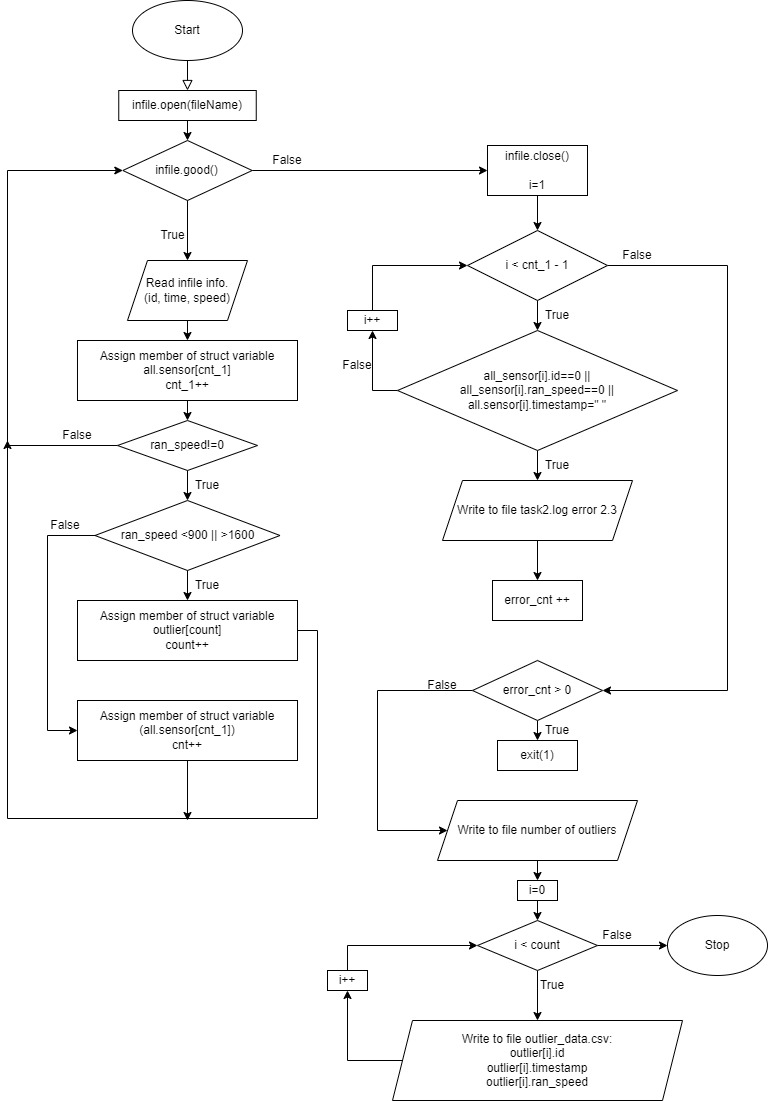 Start
infile.open(fileName)
infile.good()
False
True
Read infile info.
(id, time, speed)
Assign member of struct variable
all.sensor[cnt_1]
cnt_1++
ran_speed!=0
False
True
ran_speed <900 || >1600
False
True
Assign member of struct variable
outlier[count]
count++
Assign member of struct variable
(all.sensor[cnt_1])
cnt++
infile.close()
i=1
i < cnt_1 - 1
False
True
i++
False
all_sensor[i].id==0 ||
all_sensor[i].ran_speed==0 ||
all.sensor[i].timestamp=" "
True
Write to file task2.log error 2.3
error_cnt ++
error_cnt > 0
False
True
exit(1)
Write to file number of outliers
i=0
i < count
False
Stop
True
i++
Write to file outlier_data.csv:
outlier[i].id
outlier[i].timestamp
outlier[i].ran_speed